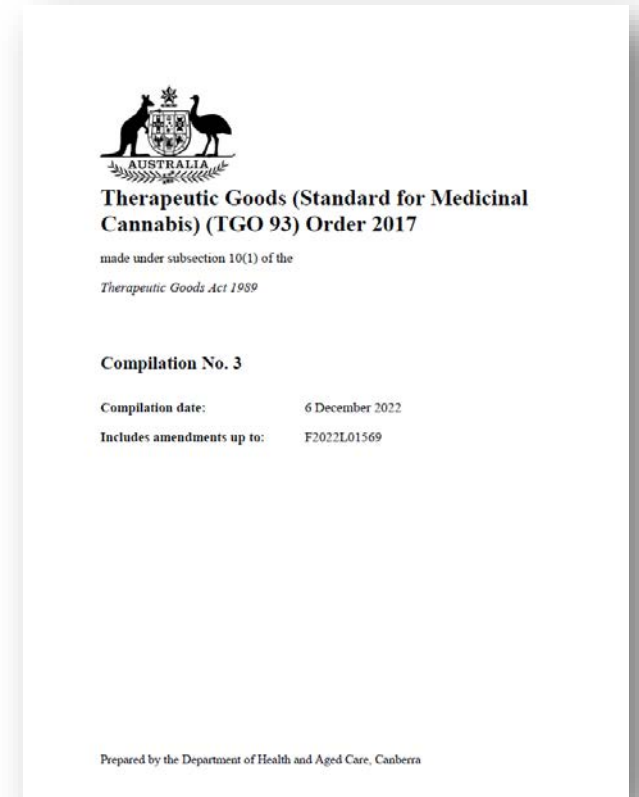 AUSTRALIA
Therapeutic Goods (Standard for Medicinal
Cannabis) (TGO 93) Order 2017
made under subsection 10(1) of the
Therapeutic Goods Act 1989
Compilation No. 3
Compilation date: 6 December 2022
Includes amendments up to: F2022L01569
Prepared by the Department of Health and Aged Care, Canberra